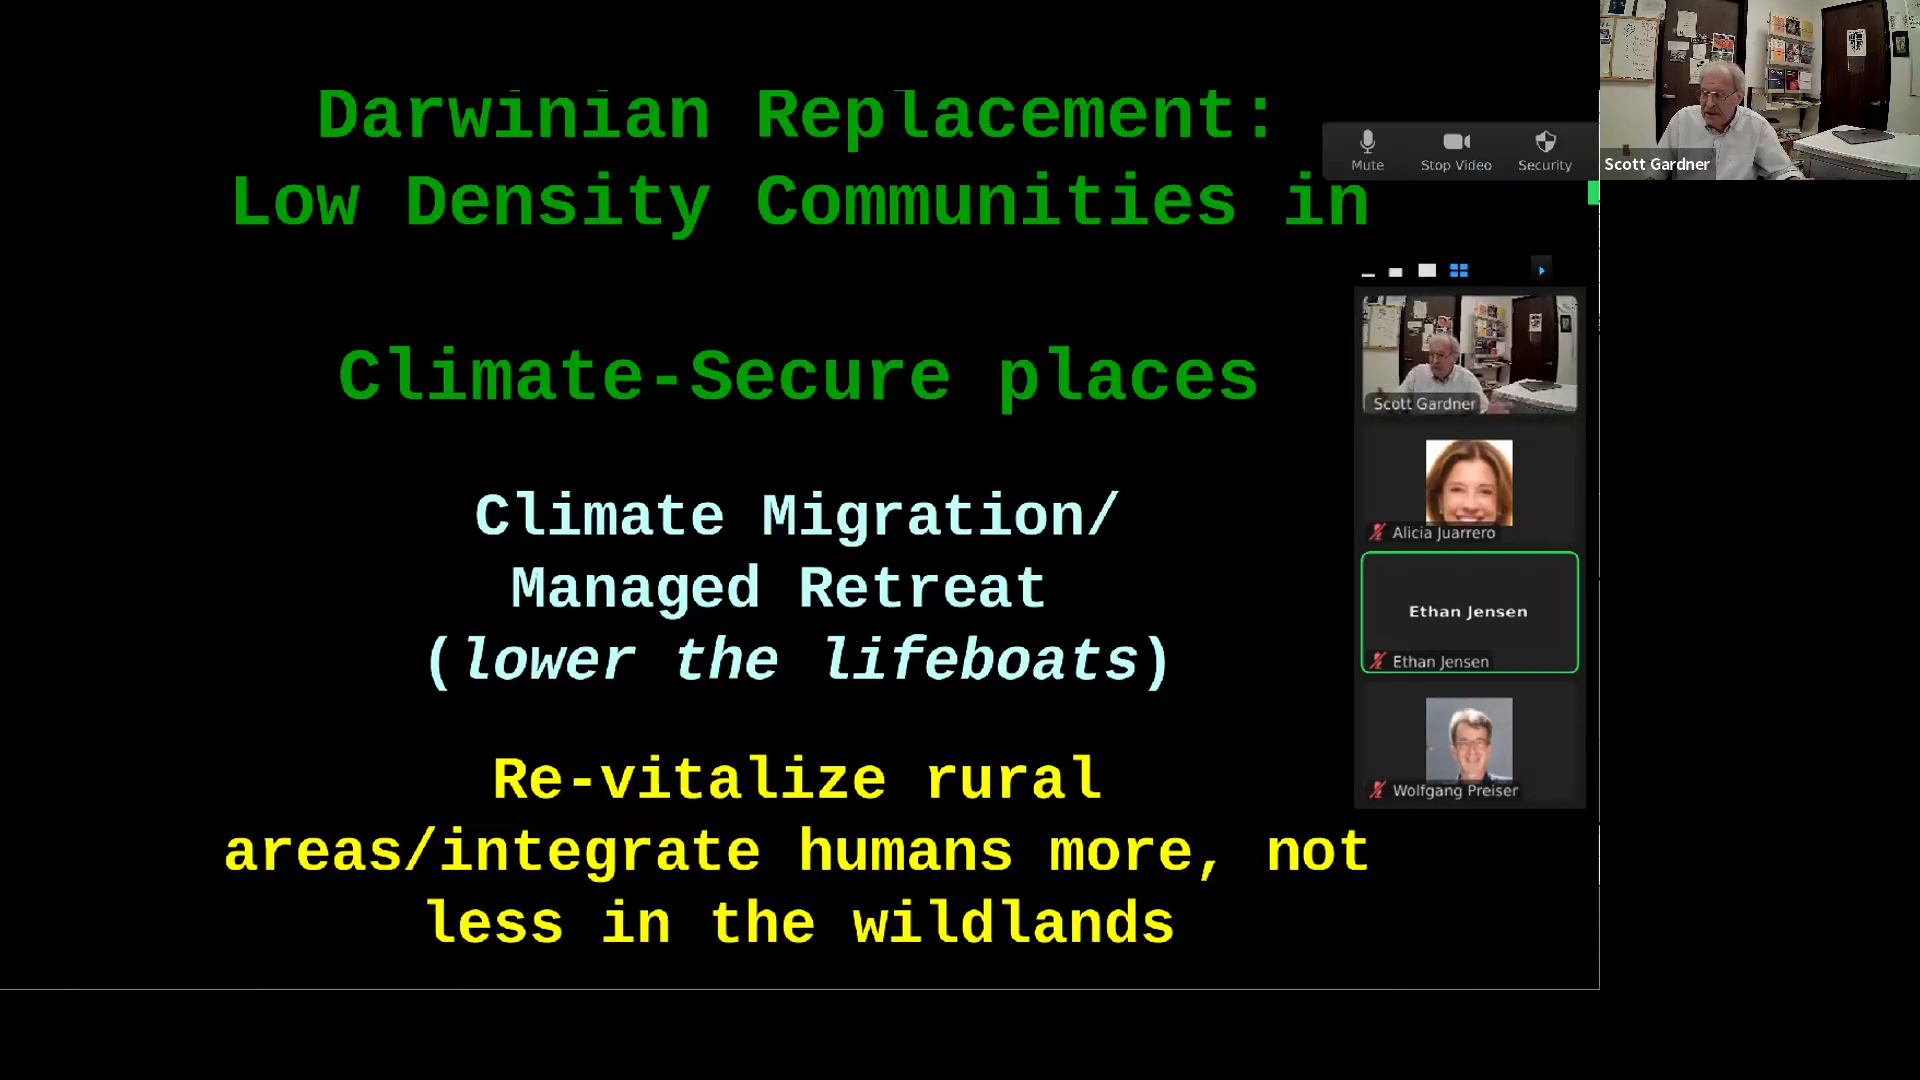 Darwinian Replacement:
Low Density Communities in
Climate-Secure places
Climate Migration/
Managed Retreat
(lower the lifeboats)
Re-vitalize rural
areas/integrate humans more, not
less in the wildlands
Mute
Stop Video
Security
Scott Gardner
Scott Gardner
Alicia Juarrero
Ethan Jensen
Ethan Jensen
Wolfgang Preiser